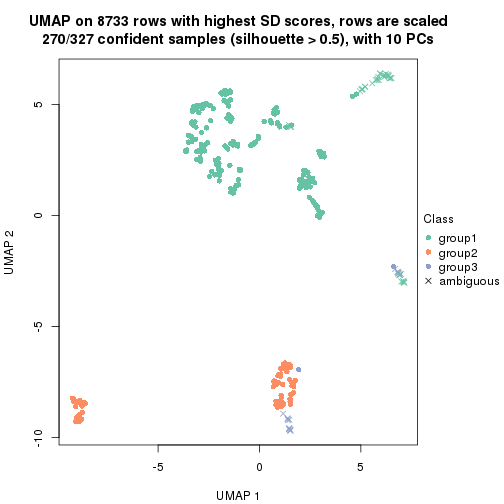 UMAP on 8733 rows with highest SD scores, rows are scaled
270/327 confident samples (silhouette > 0.5), with 10 PCs
5
0
-5
-10
UMAP 2
-5
0
5
UMAP 1
Class
group1
group2
group3
ambiguous